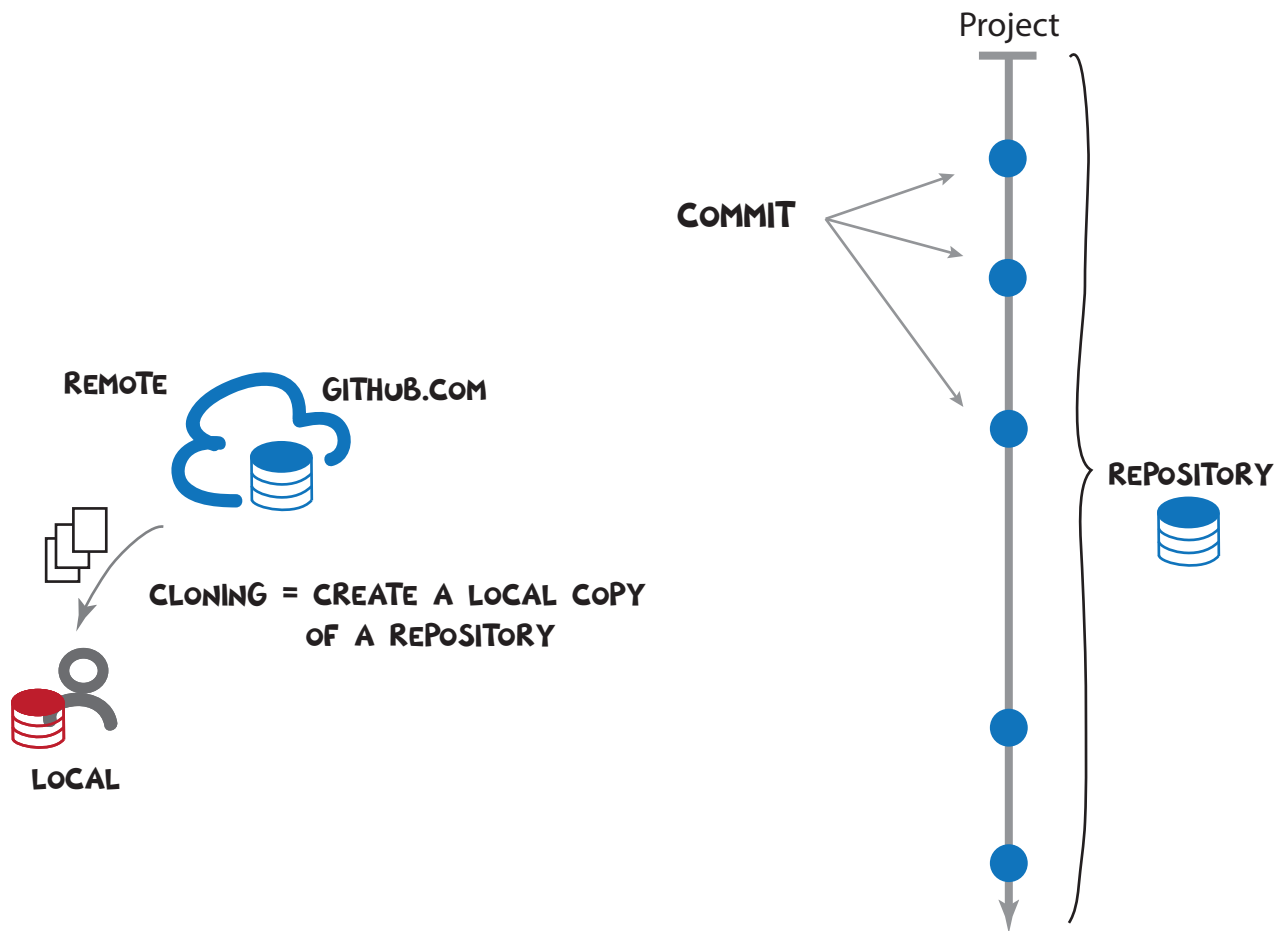 Project
COMMIT
REMOTE
GITHUB.COM
REPOSITORY
CLONING = CREATE A LOCAL COPY
OF A REPOSITORY
LOCAL